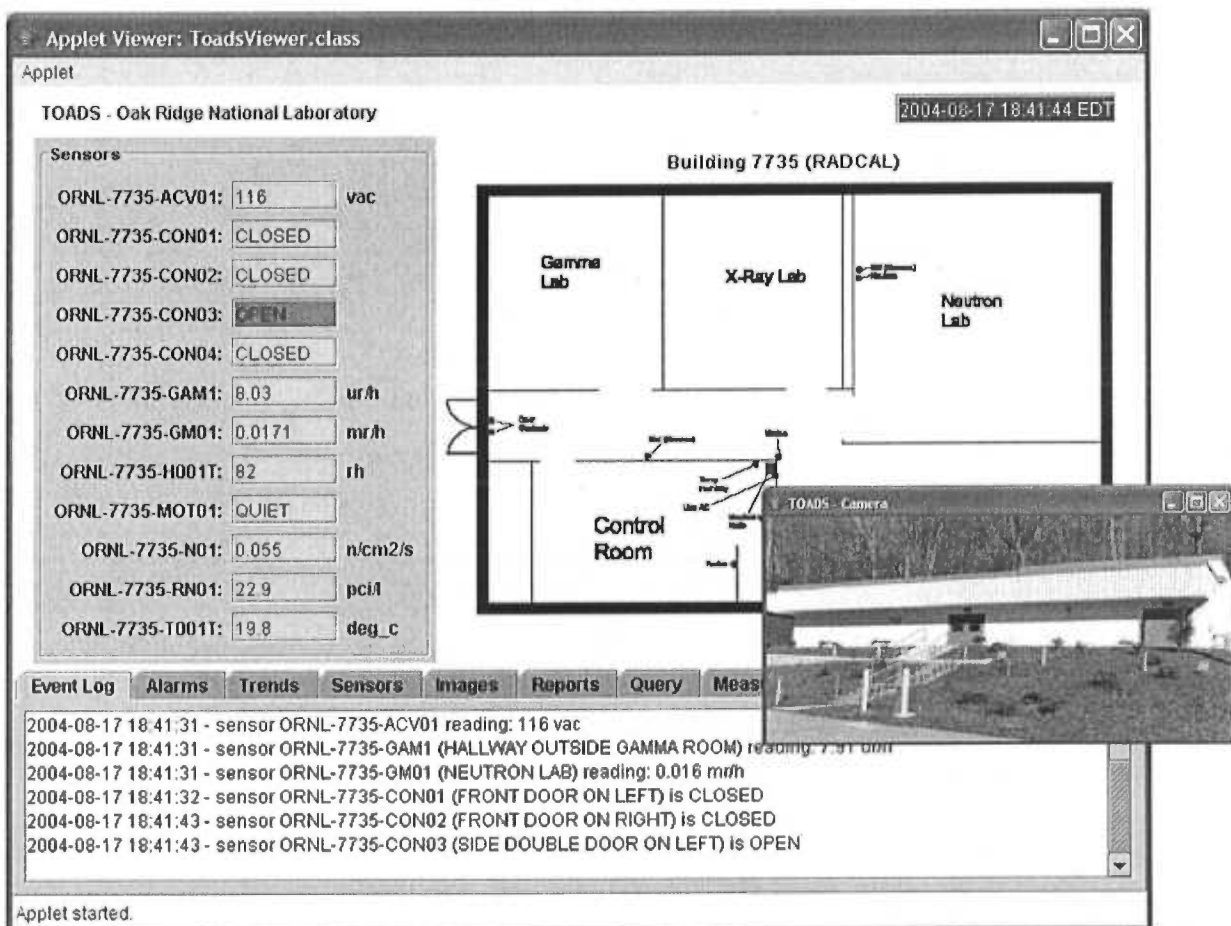 Applet Viewer: ToadsViewer.class
Applet
TOADS - Oak Ridge National Laboratory
2004-08-17 18:41:44 EDT
Sensors
ORNL-7735-ACV01: 116 vac
ORNL-7735-CON01: CLOSED
ORNL-7735-CON02: CLOSED
ORNL-7735-CON03: OPEN
ORNL-7735-CON04: CLOSED
ORNL-7735-GAM1: 8.03 ur/h
ORNL-7735-GM01: 0.0171 mr/h
ORNL-7735-H001T: 82 rh
ORNL-7735-MOT01: QUIET
ORNL-7735-N01: 0.055 n/cm2/s
ORNL-7735-RN01: 22.9 pci/l
ORNL-7735-T001T: 19.8 deg_c
Building 7735 (RADCAL)
Gamma
Lab
X-Ray Lab
Neutron
Lab
Door
Motion
Line AC
Control
Room
TOADS - Camera
Event Log Alarms Trends Sensors Images Reports Query Meas
2004-08-17 18:41:31 - sensor ORNL-7735-ACV01 reading: 116 vac
2004-08-17 18:41:31 - sensor ORNL-7735-GAM1 (HALLWAY OUTSIDE GAMMA ROOM) reading: 7.91 ur/h
2004-08-17 18:41:31 - sensor ORNL-7735-GM01 (NEUTRON LAB) reading: 0.016 mr/h
2004-08-17 18:41:32 - sensor ORNL-7735-CON01 (FRONT DOOR ON LEFT) is CLOSED
2004-08-17 18:41:43 - sensor ORNL-7735-CON02 (FRONT DOOR ON RIGHT) is CLOSED
2004-08-17 18:41:43 - sensor ORNL-7735-CON03 (SIDE DOUBLE DOOR ON LEFT) is OPEN
Applet started.